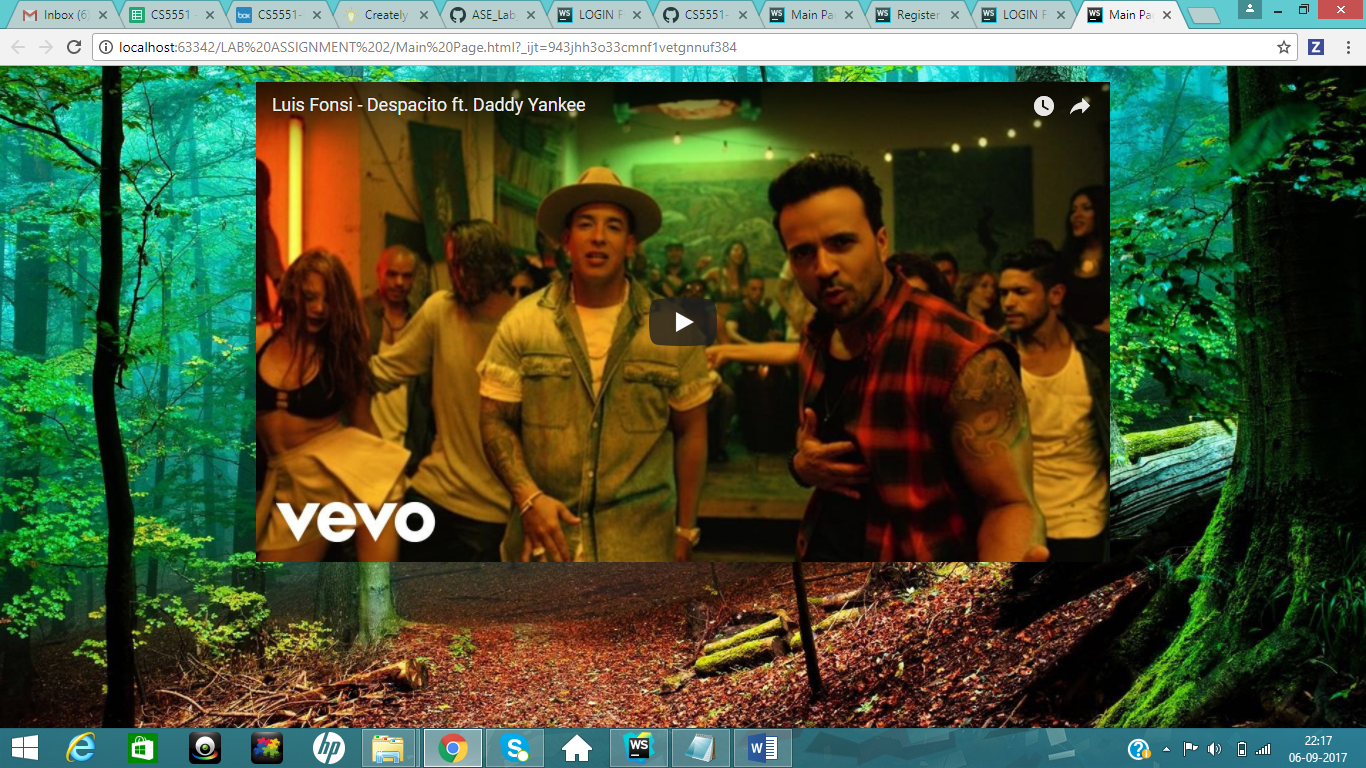 Inbox (6) CS5551 - CS5551- Creately ASE_Lab LOGIN F CS5551- Main Pa Register LOGIN F Main Pa
localhost:63342/LAB%20ASSIGNMENT%202/Main%20Page.html?_ijt=943jhh3o33cmnf1vetgnnuf384
Luis Fonsi - Despacito ft. Daddy Yankee
vevo
22:17
06-09-2017